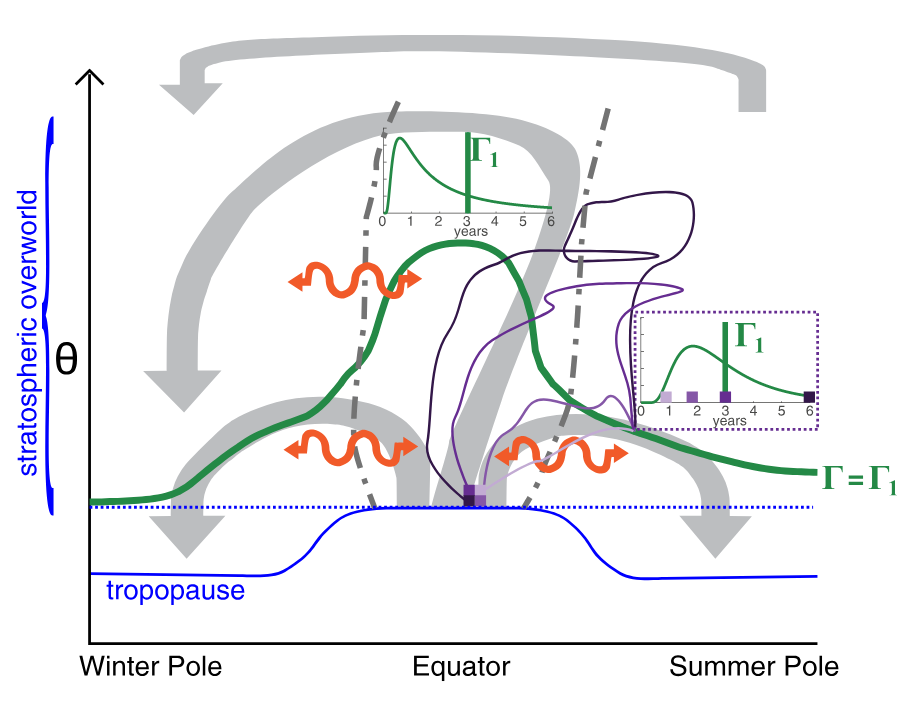 Γ₁
0 1 2 3 4 5 6
years
stratospheric overworld
θ
Γ₁
0 1 2 3 4 5 6
years
Γ=Γ₁
tropopause
Winter Pole Equator Summer Pole